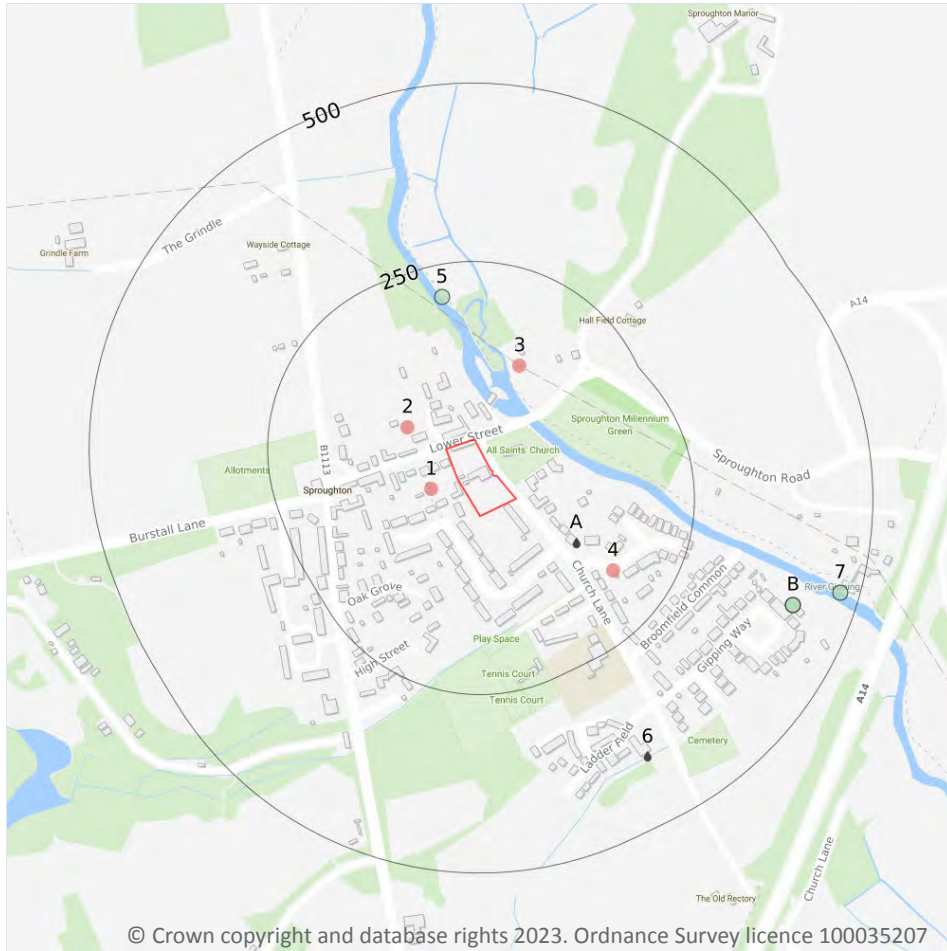 Sproughton Manor
500
The Grindle
Wayside Cottage
Grindle Farm
250
5
A14
Hall Field Cottage
3
2
Lower Street
Sproughton Millennium
Green
B1113
All Saints' Church
Sproughton Road
Allotments
1
Sproughton
Burstall Lane
A
4
River Gipping
7
B
Oak Grove
Church Lane
Broomfield Common
Gipping Way
Play Space
High Street
Tennis Court
Tennis Court
A14
6
Ladder Field
Cemetery
Church Lane
The Old Rectory
© Crown copyright and database rights 2023. Ordnance Survey licence 100035207